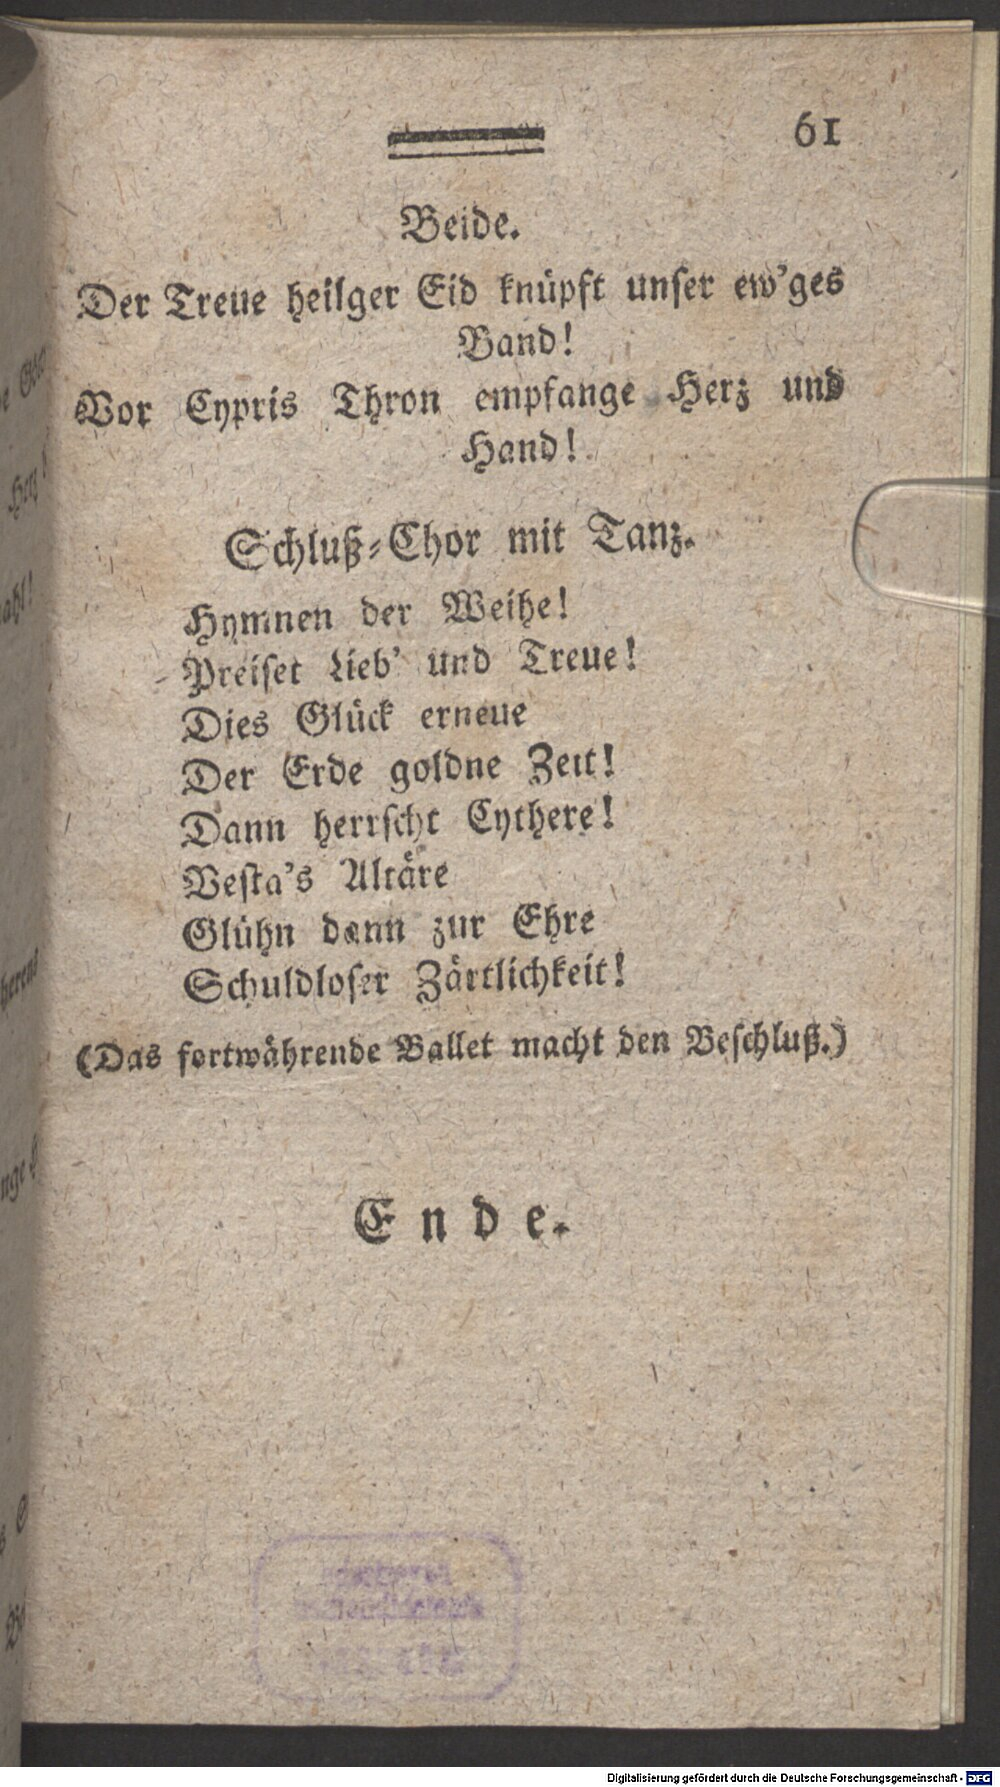 61
Beide.
Der Treue heilger Eid knüpft unser ew'ges
Band!
Vor Cypris Thron empfange Herz und
Hand!
Schluß-Chor mit Tanz.
Hymnen der Weihe!
Preiset Lieb' und Treue!
Dies Glück erneue
Der Erde goldne Zeit!
Dann herrscht Cythere!
Vesta's Altäre
Glühn dann zur Ehre
Schuldloser Zärtlichkeit!
(Das fortwährende Ballet macht den Beschluß.)
Ende.
Digitalisierung gefördert durch die Deutsche Forschungsgemeinschaft - DFG